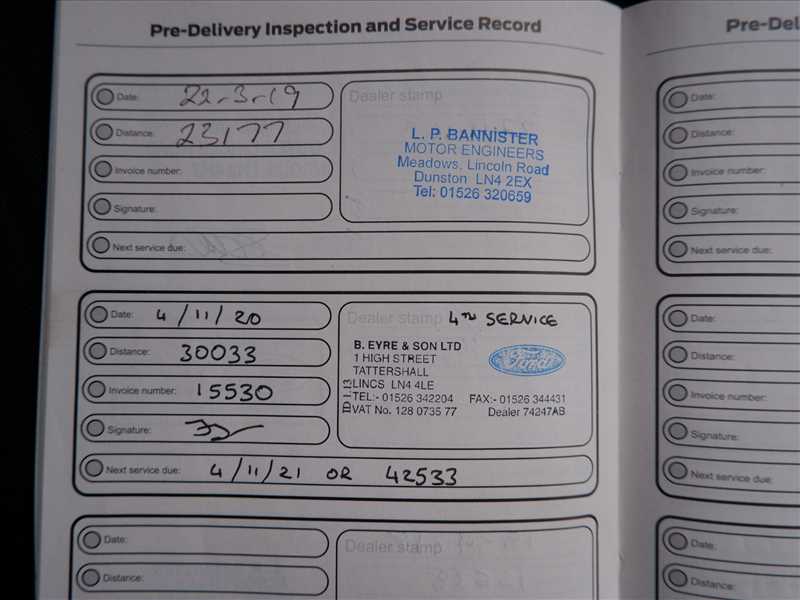 Pre-Delivery Inspection and Service Record
Pre-Del
Date: 22-3-19
Distance: 23177
Invoice number:
Signature:
Next service due:
Dealer stamp
L. P. BANNISTER
MOTOR ENGINEERS
Meadows, Lincoln Road
Dunston LN4 2EX
Tel: 01526 320659
Date: 4/11/20
Distance: 30033
Invoice number: 15530
Signature:
Next service due: 4/11/21 OR 42533
Dealer stamp 4TH SERVICE
B. EYRE & SON LTD
1 HIGH STREET
TATTERSHALL
LINCS LN4 4LE
TEL:- 01526 342204 FAX:- 01526 344431
VAT No. 128 0735 77 Dealer 74247AB
Ford
Date:
Distance:
Dealer stamp
Date:
Distance:
Invoice number:
Signature:
Next service due:
Date:
Distance:
Invoice number:
Signature:
Next service due:
Date:
Distance: